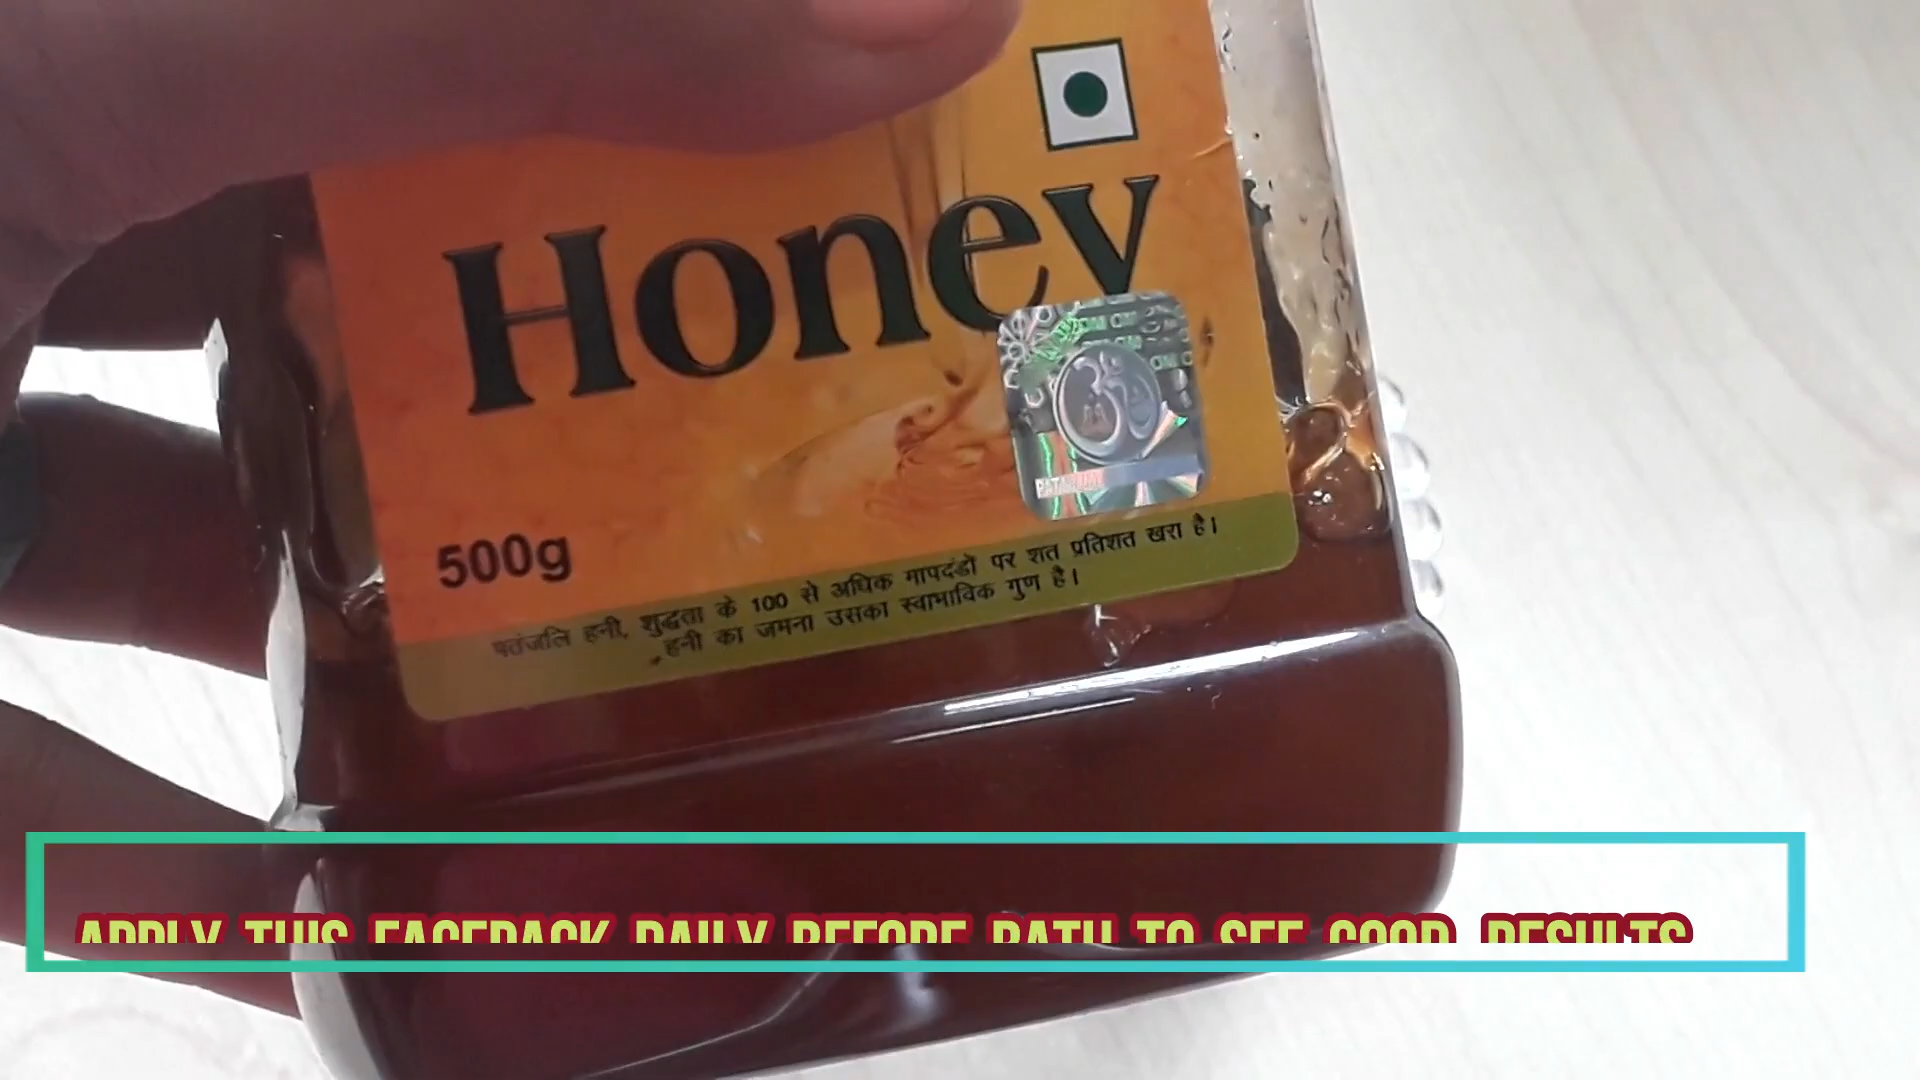 Honey
500g
पतंजलि हनी, शुद्धता के 100 से अधिक मापदंडों पर शत प्रतिशत खरा है।
हनी का जमना उसका स्वाभाविक गुण है।
APPLY THIS FACEPACK DAILY BEFORE BATH TO SEE GOOD RESULTS